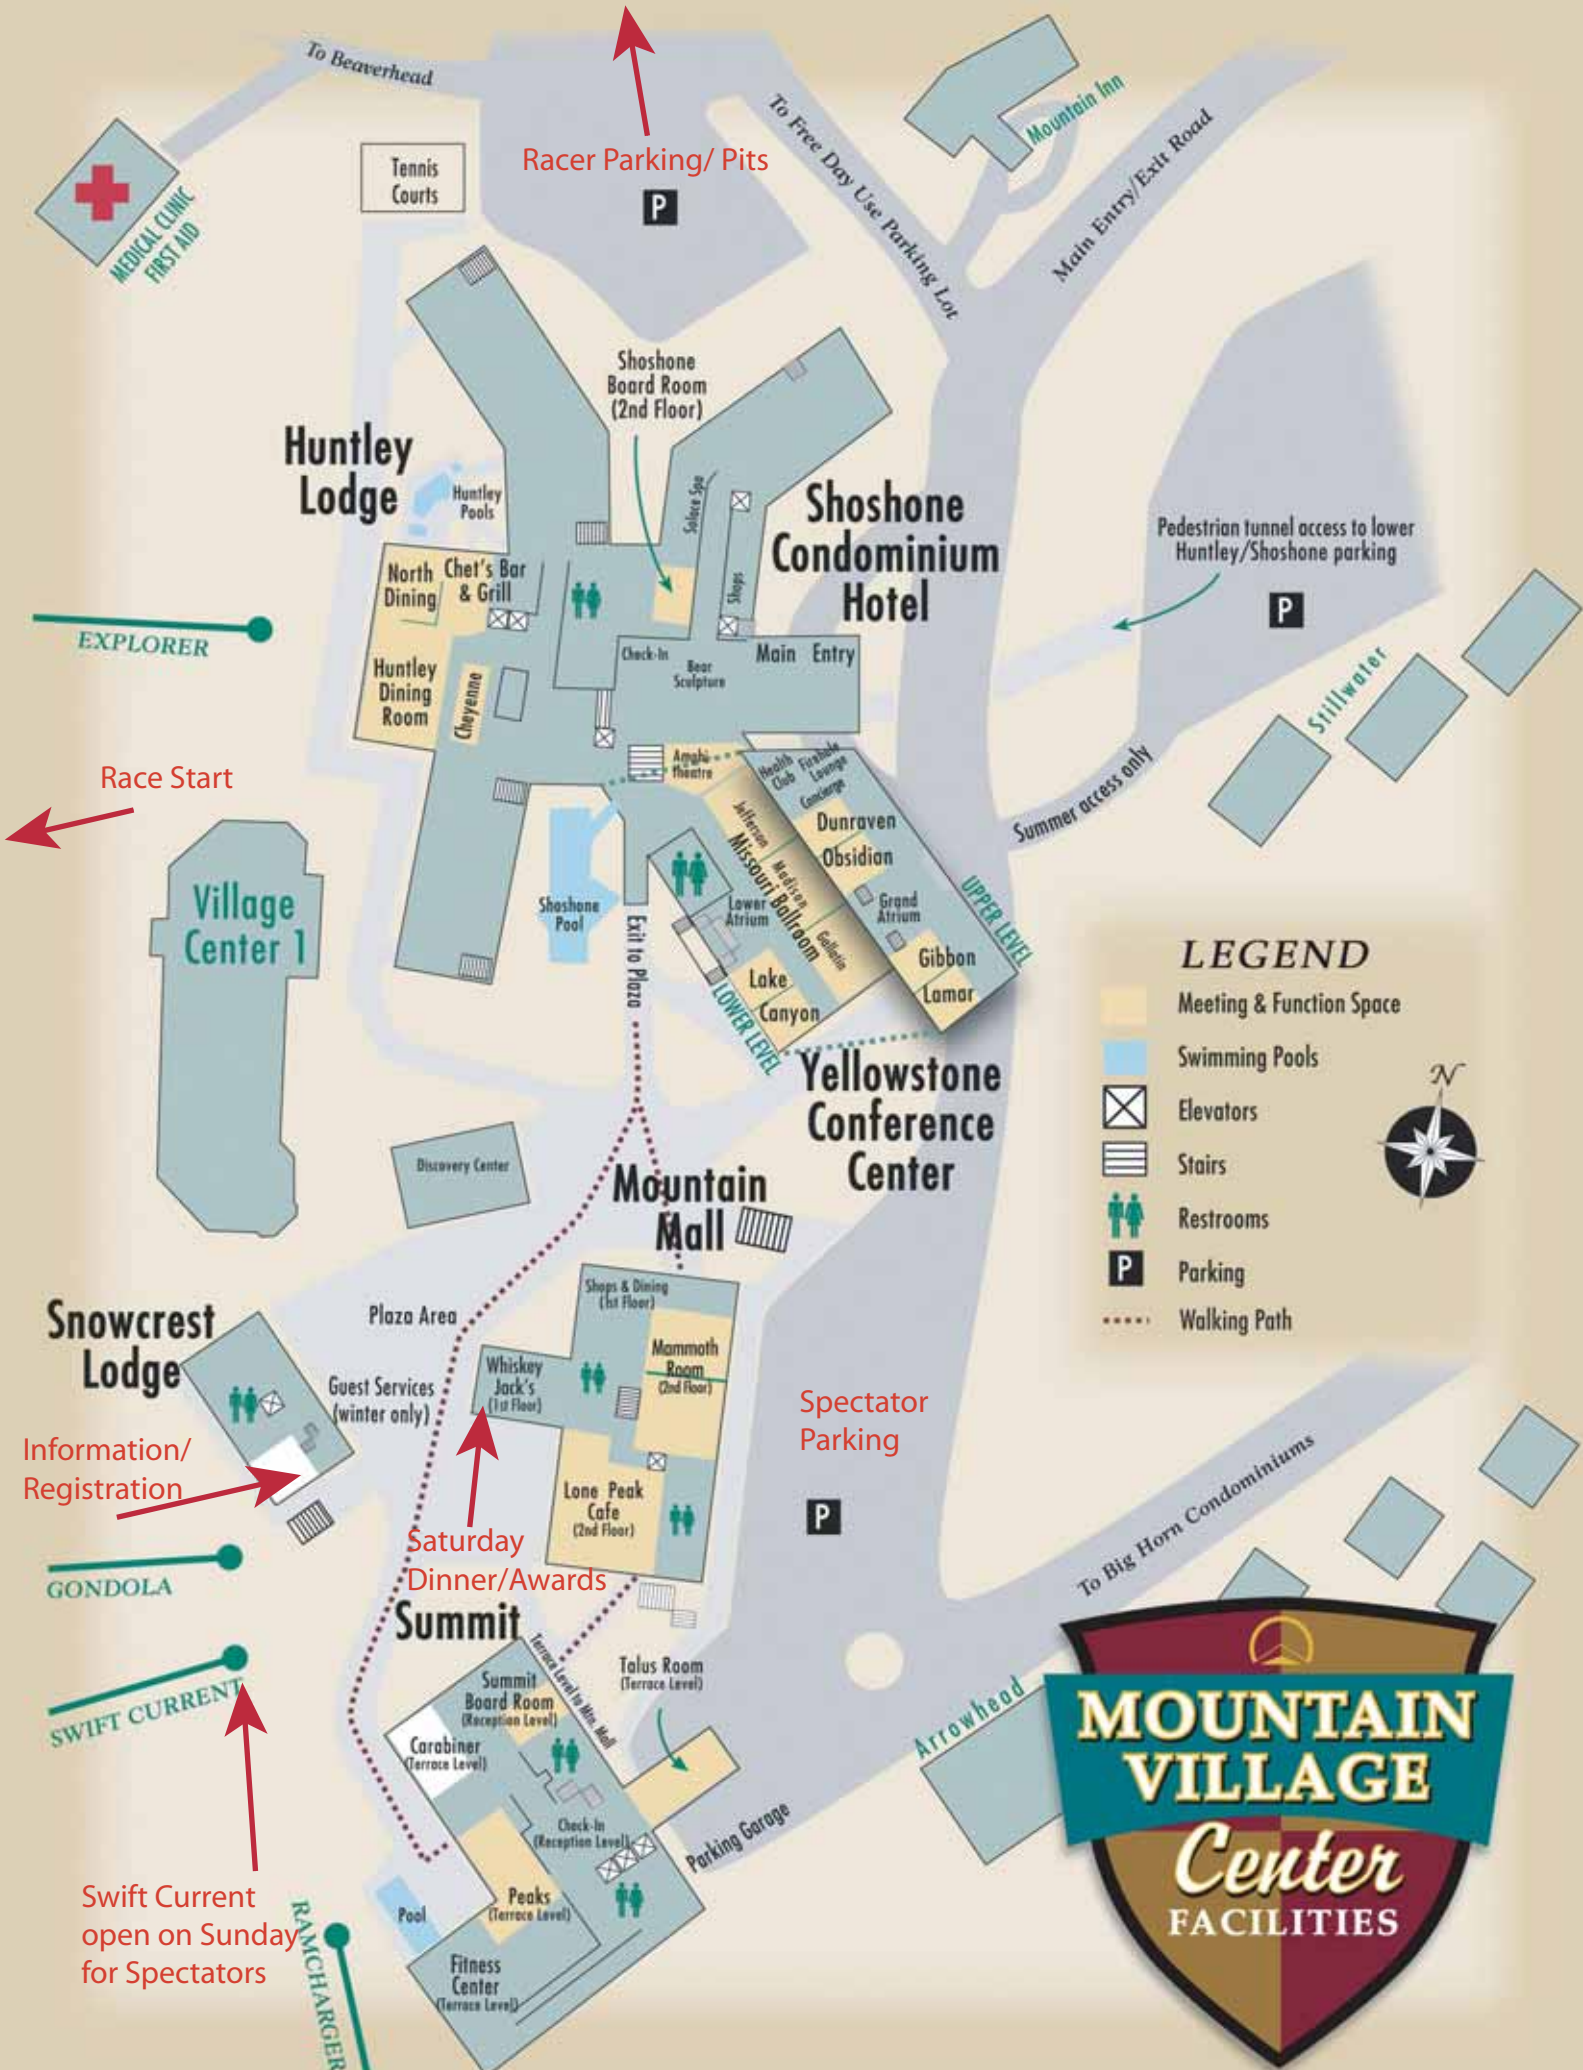 To Beaverhead
Racer Parking/ Pits
P
Tennis
Courts
MEDICAL CLINIC
FIRST AID
To Free Day Use Parking Lot
Mountain Inn
Main Entry/Exit Road
Shoshone
Board Room
(2nd Floor)
Huntley
Lodge
Huntley
Pools
Solace Spa
Shops
Shoshone
Condominium
Hotel
Pedestrian tunnel access to lower
Huntley/Shoshone parking
P
Stillwater
North
Dining
Chet's Bar
& Grill
EXPLORER
Huntley
Dining
Room
Cheyenne
Check-In
Bear
Sculpture
Main Entry
Race Start
Amphi-
theatre
Health
Club
Firehole
Lounge
Concierge
Jefferson
Missouri Ballroom
Madison
Gallatin
Dunraven
Obsidian
Grand
Atrium
Gibbon
Lamar
UPPER LEVEL
Summer access only
Village
Center 1
Shoshone
Pool
Exit to Plaza
Lower
Atrium
Lake
Canyon
LOWER LEVEL
Yellowstone
Conference
Center
LEGEND
Meeting & Function Space
Swimming Pools
Elevators
Stairs
Restrooms
P
Parking
Walking Path
N
Discovery Center
Mountain
Mall
Plaza Area
Shops & Dining
(1st Floor)
Mammoth
Room
(2nd Floor)
Whiskey
Jack's
(1st Floor)
Lone Peak
Cafe
(2nd Floor)
Snowcrest
Lodge
Guest Services
(winter only)
Information/
Registration
Spectator
Parking
P
Saturday
Dinner/Awards
GONDOLA
SWIFT CURRENT
To Big Horn Condominiums
Summit
Terrace Level to Mtn. Mall
Talus Room
(Terrace Level)
Summit
Board Room
(Reception Level)
Carabiner
(Terrace Level)
Check-In
(Reception Level)
Parking Garage
Arrowhead
Peaks
(Terrace Level)
Pool
Fitness
Center
(Terrace Level)
Swift Current
open on Sunday
for Spectators
RAMCHARGER
MOUNTAIN
VILLAGE
Center
FACILITIES